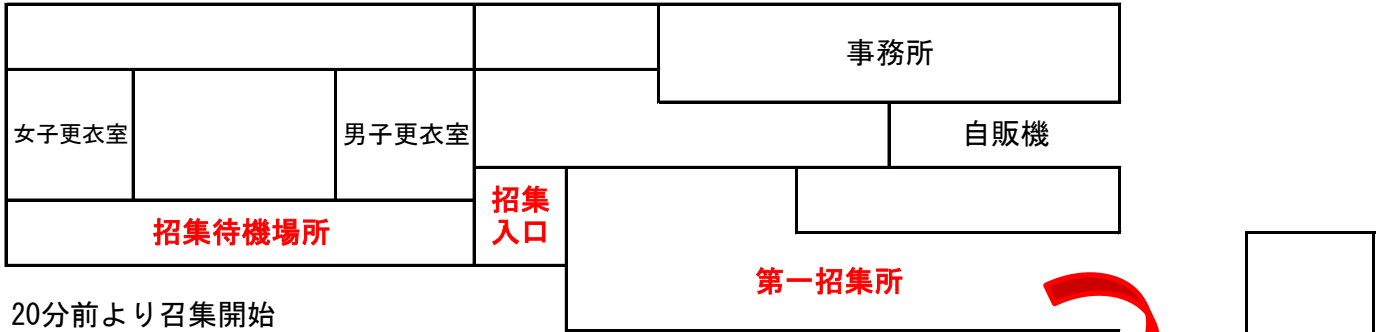 事務所
女子更衣室
男子更衣室
自販機
招集
入口
招集待機場所
第一招集所
20分前より召集開始